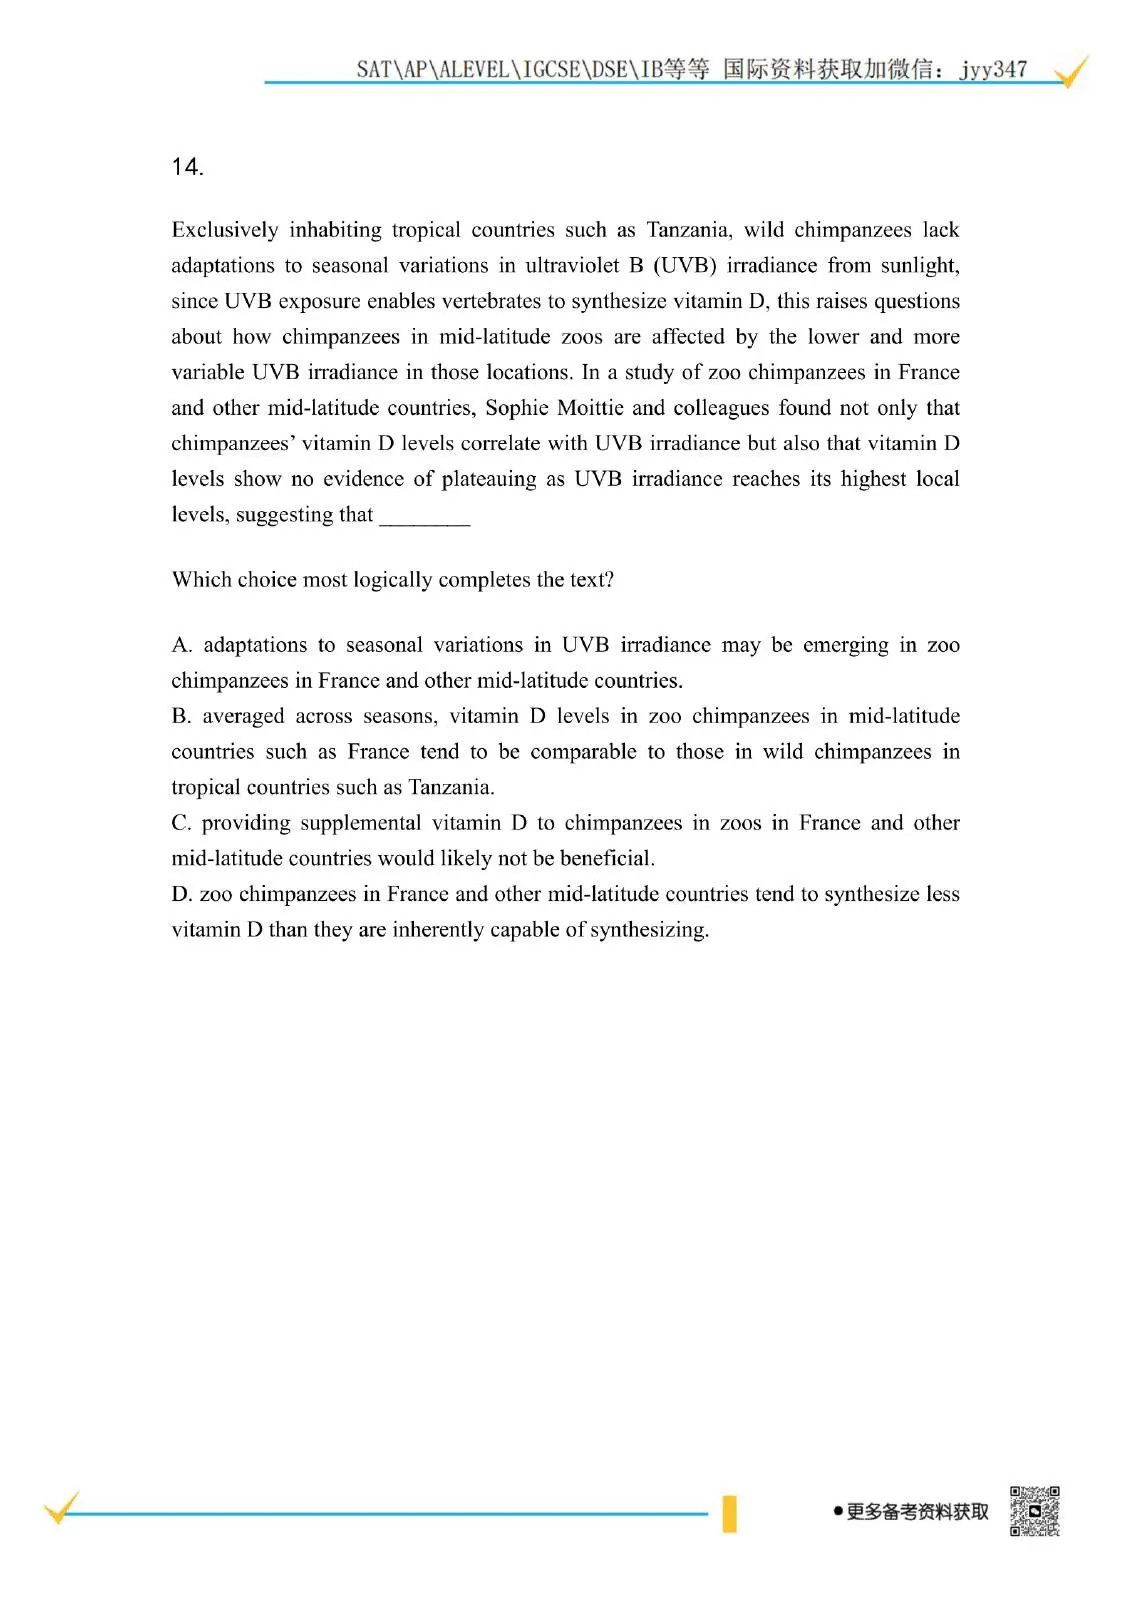 SAT\AP\ALEVEL\IGCSE\DSE\IB等等 国际资料获取加微信：jyy347
14.
Exclusively inhabiting tropical countries such as Tanzania, wild chimpanzees lack
adaptations to seasonal variations in ultraviolet B (UVB) irradiance from sunlight,
since UVB exposure enables vertebrates to synthesize vitamin D, this raises questions
about how chimpanzees in mid-latitude zoos are affected by the lower and more
variable UVB irradiance in those locations. In a study of zoo chimpanzees in France
and other mid-latitude countries, Sophie Moittie and colleagues found not only that
chimpanzees’ vitamin D levels correlate with UVB irradiance but also that vitamin D
levels show no evidence of plateauing as UVB irradiance reaches its highest local
levels, suggesting that ________
Which choice most logically completes the text?
A. adaptations to seasonal variations in UVB irradiance may be emerging in zoo
chimpanzees in France and other mid-latitude countries.
B. averaged across seasons, vitamin D levels in zoo chimpanzees in mid-latitude
countries such as France tend to be comparable to those in wild chimpanzees in
tropical countries such as Tanzania.
C. providing supplemental vitamin D to chimpanzees in zoos in France and other
mid-latitude countries would likely not be beneficial.
D. zoo chimpanzees in France and other mid-latitude countries tend to synthesize less
vitamin D than they are inherently capable of synthesizing.
●更多备考资料获取